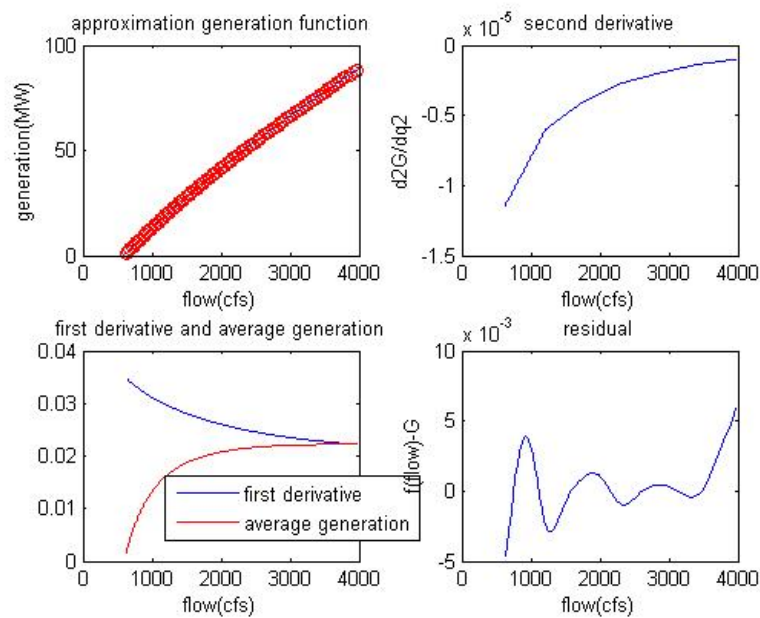 approximation generation function
100
50
0
generation(MW)
0 1000 2000 3000 4000
flow(cfs)
x 10-5
second derivative
0
-0.5
-1
-1.5
d2G/dq2
0 1000 2000 3000 4000
flow(cfs)
first derivative and average generation
0.04
0.03
0.02
0.01
0
first derivative
average generation
0 1000 2000 3000 4000
flow(cfs)
x 10-3
residual
10
5
0
-5
f(flow)-G
0 1000 2000 3000 4000
flow(cfs)